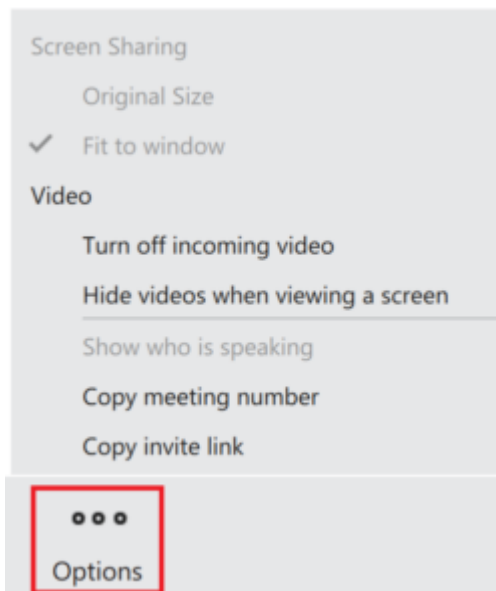 Screen Sharing
Original Size
Fit to window
Video
Turn off incoming video
Hide videos when viewing a screen
Show who is speaking
Copy meeting number
Copy invite link
Options